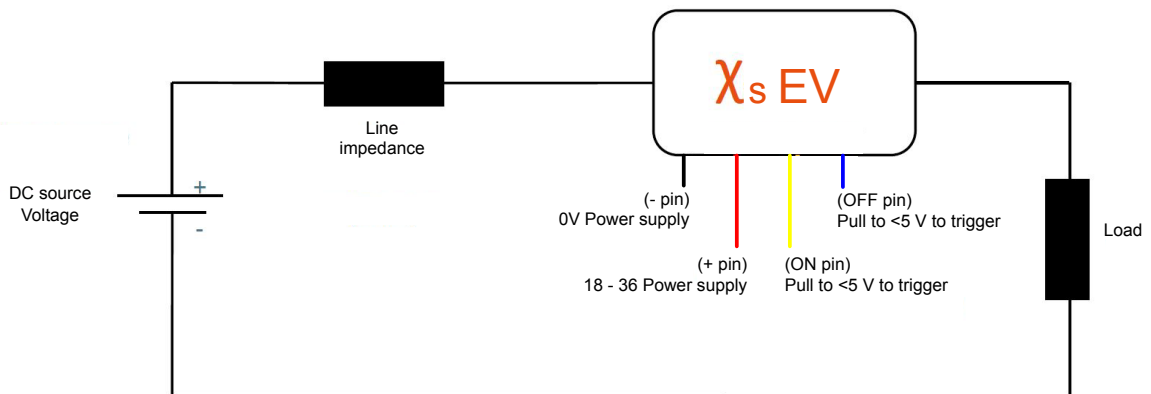 χs EV
Line
impedance
DC source
Voltage
+
-
(- pin)
0V Power supply
(OFF pin)
Pull to <5 V to trigger
Load
(+ pin)
18 - 36 Power supply
(ON pin)
Pull to <5 V to trigger